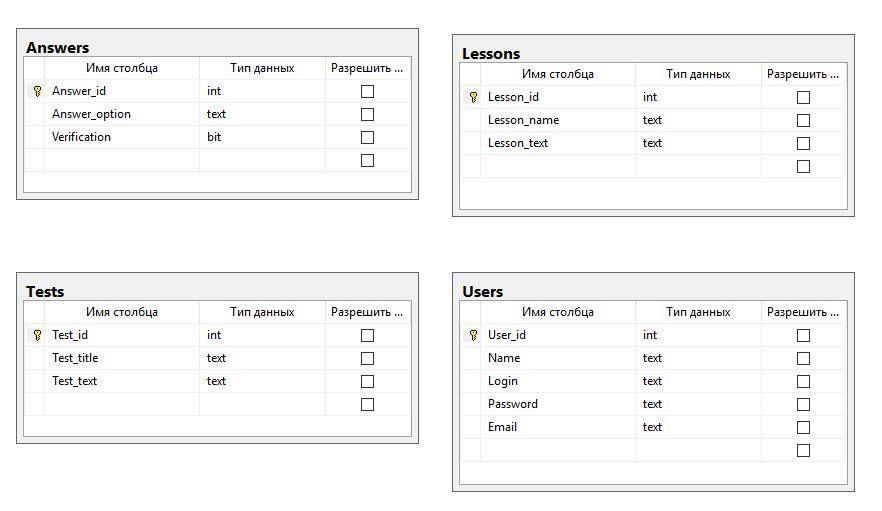 Answers
Имя столбца Тип данных Разрешить ...
Answer_id int
Answer_option text
Verification bit
Lessons
Имя столбца Тип данных Разрешить ...
Lesson_id int
Lesson_name text
Lesson_text text
Tests
Имя столбца Тип данных Разрешить ...
Test_id int
Test_title text
Test_text text
Users
Имя столбца Тип данных Разрешить ...
User_id int
Name text
Login text
Password text
Email text